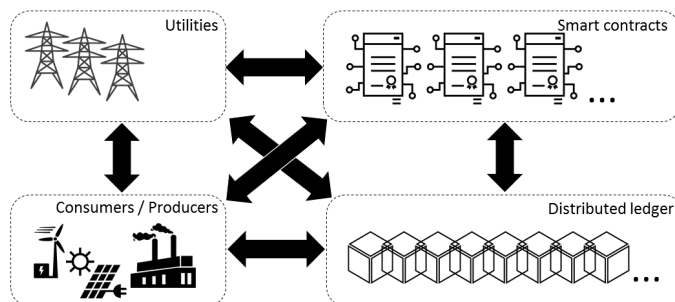 Utilities
Smart contracts
...
Consumers / Producers
Distributed ledger
...